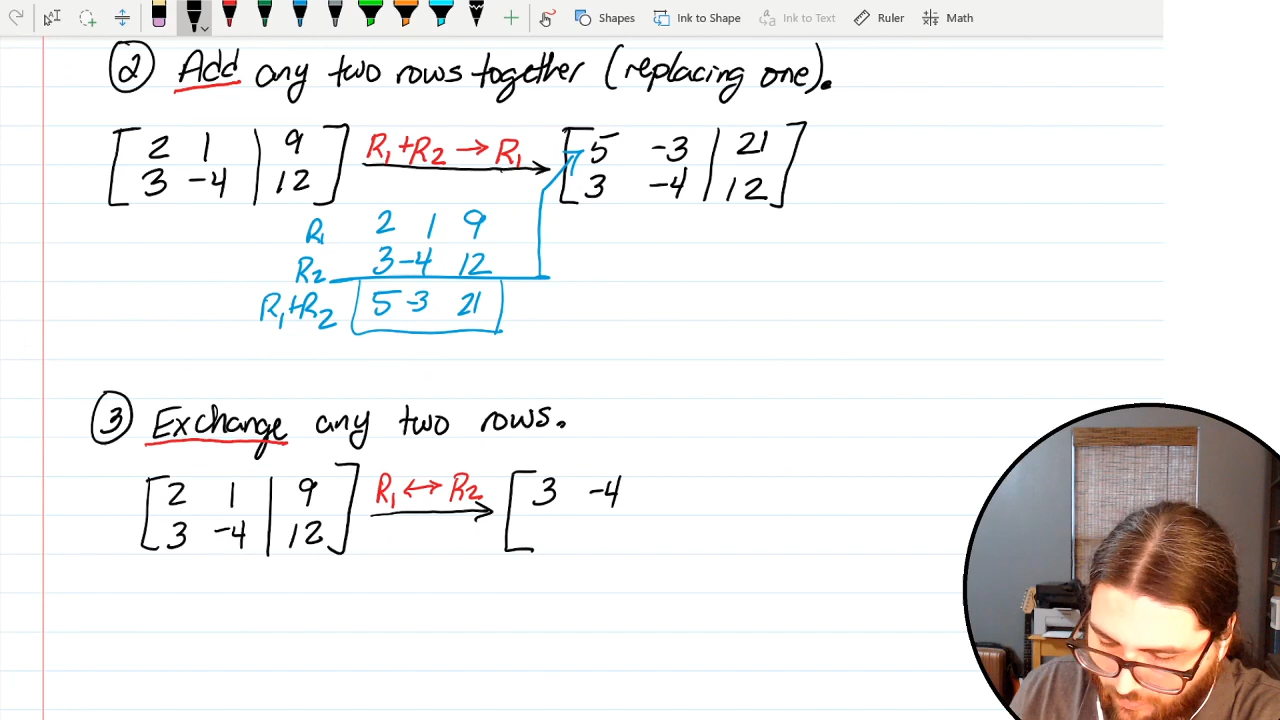 Shapes Ink to Shape Ink to Text Ruler Math
② Add any two rows together (replacing one).
[2 1 | 9] R₁+R₂ → R₁ [5 -3 | 21]
[3 -4 | 12] [3 -4 | 12]
R₁ 2 1 9
R₂ 3 -4 12
R₁+R₂ 5 -3 21
③ Exchange any two rows.
[2 1 | 9] R₁ ↔ R₂ [3 -4
[3 -4 | 12]